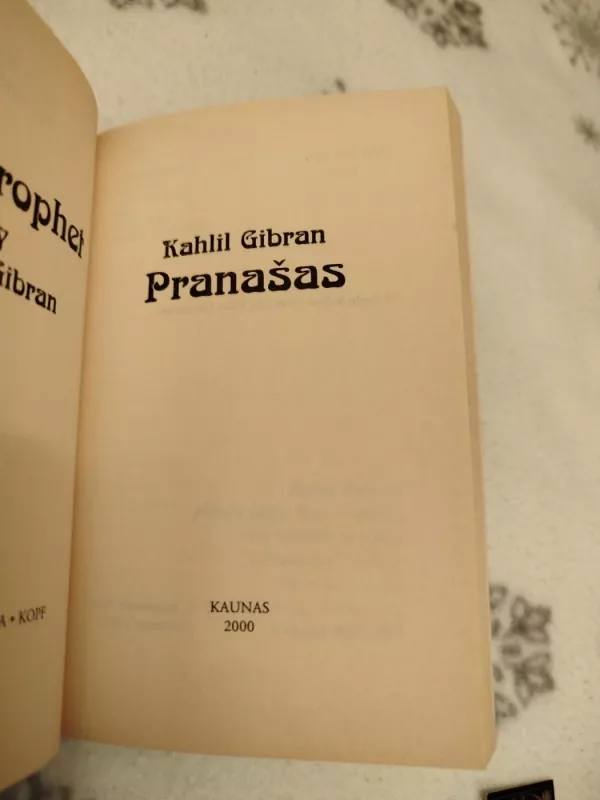 rophet
y
Gibran
A • KOPF
Kahlil Gibran
Pranašas
KAUNAS
2000